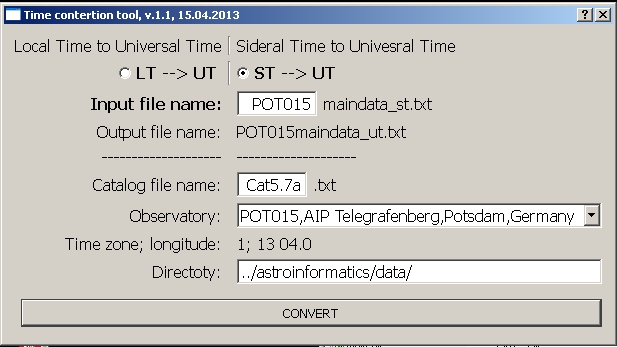 Time contertion tool, v.1.1, 15.04.2013
Local Time to Universal Time Sideral Time to Univesral Time
LT --> UT ST --> UT
Input file name: POT015 maindata_st.txt
Output file name: POT015maindata_ut.txt
-------------------- --------------------
Catalog file name: Cat5.7a .txt
Observatory: POT015,AIP Telegrafenberg,Potsdam,Germany
Time zone; longitude: 1; 13 04.0
Directoty: ../astroinformatics/data/
CONVERT